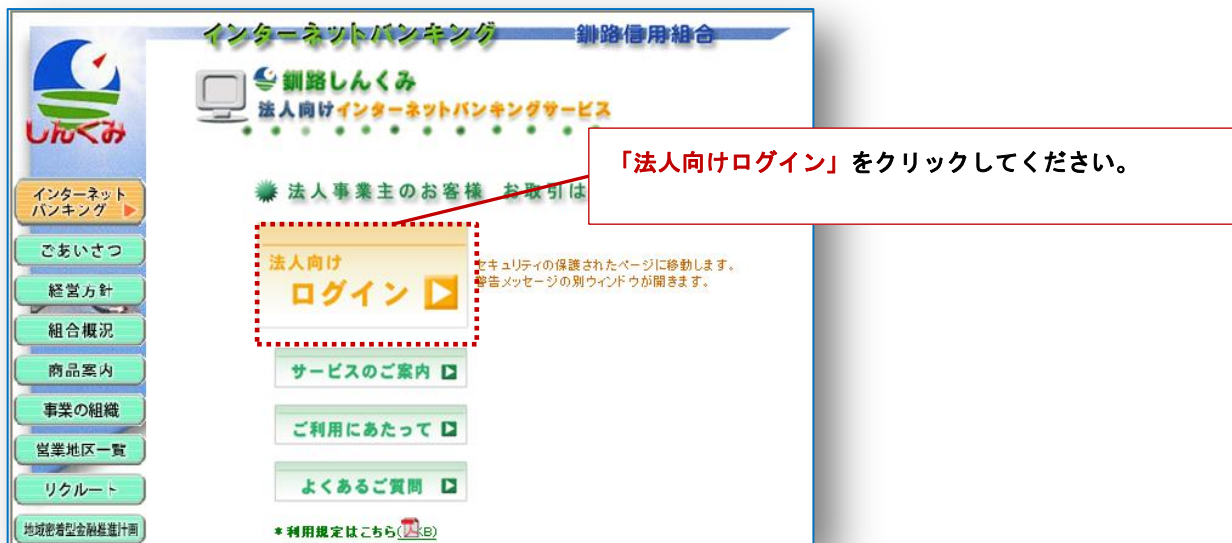 インターネットバンキング 釧路信用組合
釧路しんくみ
法人向けインターネットバンキングサービス
しんくみ
「法人向けログイン」をクリックしてください。
法人事業主のお客様 お取引は
インターネット
バンキング
ごあいさつ
経営方針
組合概況
商品案内
事業の組織
営業地区一覧
リクルート
地域密着型金融推進計画
法人向け
ログイン
セキュリティの保護されたページに移動します。
警告メッセージの別ウィンドウが開きます。
サービスのご案内
ご利用にあたって
よくあるご質問
*利用規定はこちら(KB)